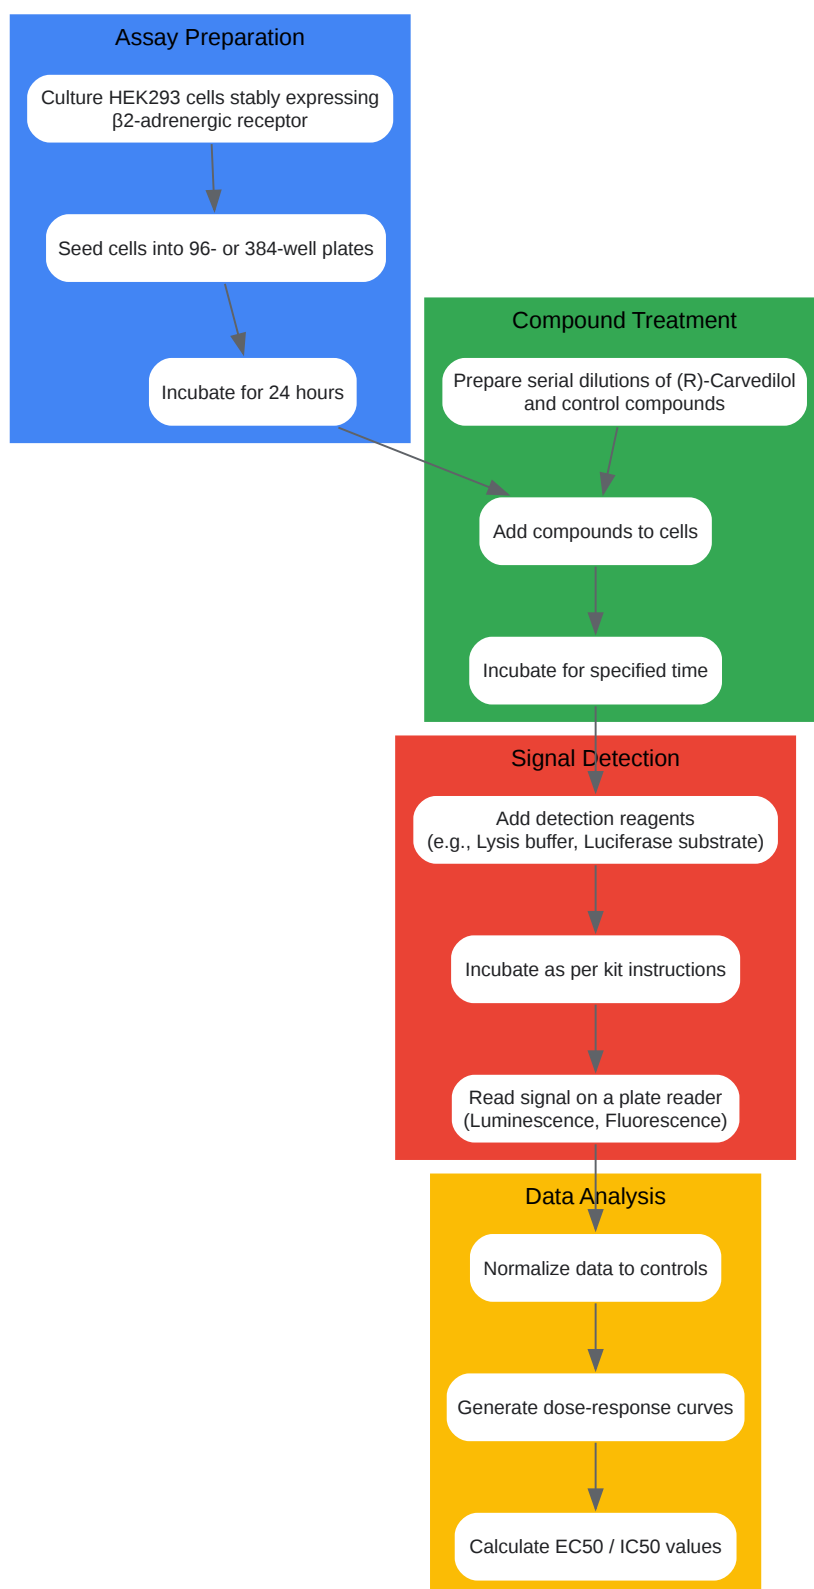 Assay Preparation
Culture HEK293 cells stably expressing
β2-adrenergic receptor
Seed cells into 96- or 384-well plates
Incubate for 24 hours
Compound Treatment
Prepare serial dilutions of (R)-Carvedilol
and control compounds
Add compounds to cells
Incubate for specified time
Signal Detection
Add detection reagents
(e.g., Lysis buffer, Luciferase substrate)
Incubate as per kit instructions
Read signal on a plate reader
(Luminescence, Fluorescence)
Data Analysis
Normalize data to controls
Generate dose-response curves
Calculate EC50 / IC50 values